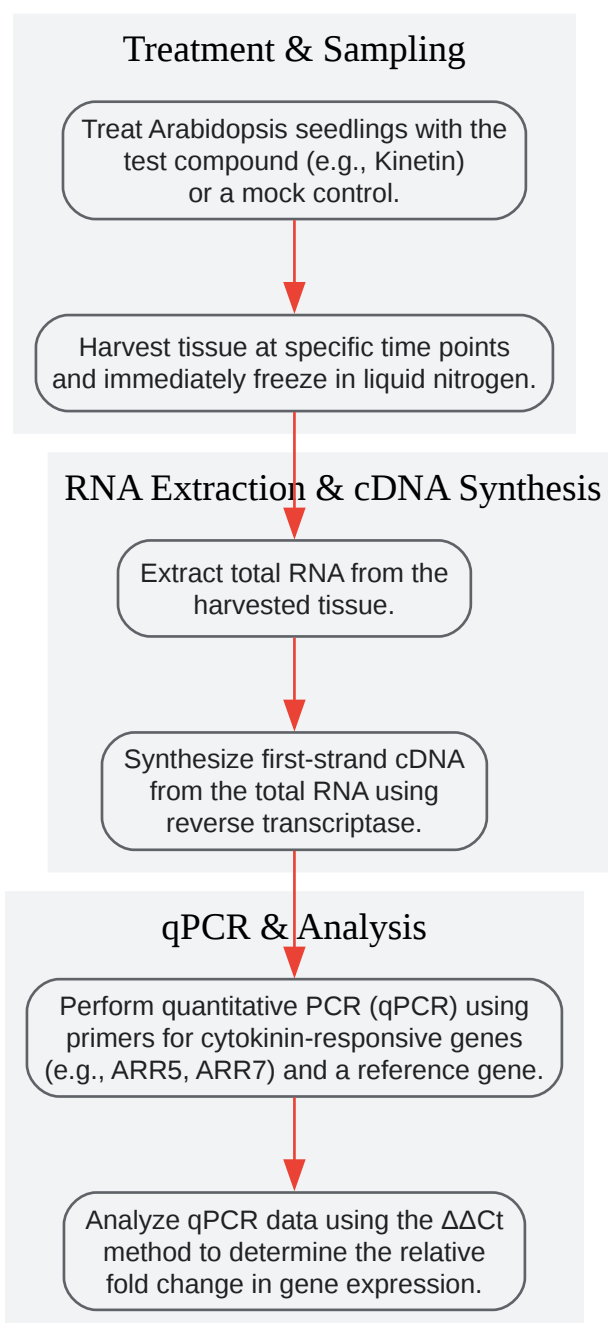 Treatment & Sampling
Treat Arabidopsis seedlings with the
test compound (e.g., Kinetin)
or a mock control.
Harvest tissue at specific time points
and immediately freeze in liquid nitrogen.
RNA Extraction & cDNA Synthesis
Extract total RNA from the
harvested tissue.
Synthesize first-strand cDNA
from the total RNA using
reverse transcriptase.
qPCR & Analysis
Perform quantitative PCR (qPCR) using
primers for cytokinin-responsive genes
(e.g., ARR5, ARR7) and a reference gene.
Analyze qPCR data using the ΔΔCt
method to determine the relative
fold change in gene expression.